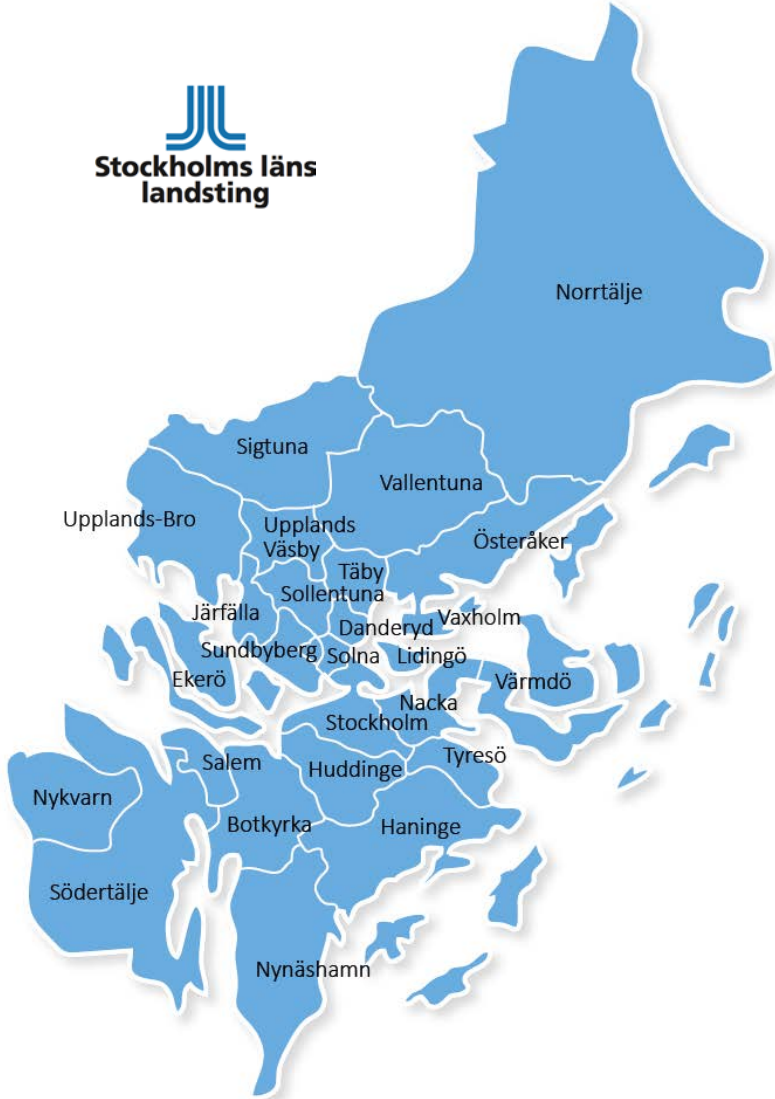 Stockholms läns
landsting
Norrtälje
Sigtuna
Vallentuna
Upplands-Bro
Upplands
Väsby
Österåker
Täby
Sollentuna
Järfälla
Danderyd
Vaxholm
Sundbyberg
Solna
Lidingö
Ekerö
Värmdö
Nacka
Stockholm
Salem
Huddinge
Tyresö
Nykvarn
Botkyrka
Haninge
Södertälje
Nynäshamn